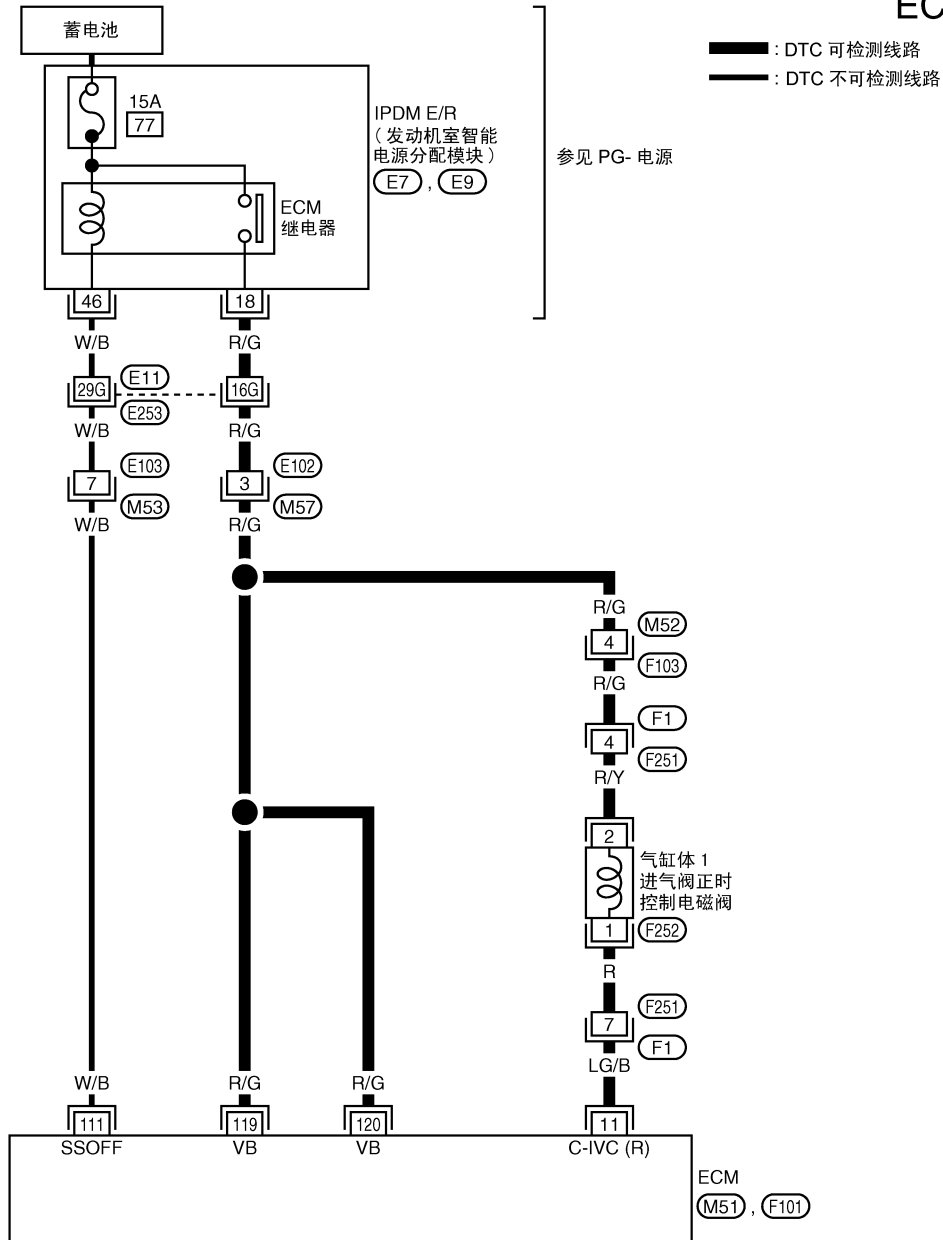 EC
蓄电池
: DTC 可检测线路
: DTC 不可检测线路
15A
77
IPDM E/R
（发动机室智能
电源分配模块）
E7 , E9
参见 PG- 电源
ECM
继电器
46
18
W/B
R/G
29G
E11
16G
E253
W/B
R/G
7
E103
3
E102
M53
M57
W/B
R/G
R/G
4
M52
F103
R/G
F1
4
F251
R/Y
2
气缸体 1
进气阀正时
控制电磁阀
1
F252
R
F251
7
F1
LG/B
W/B
R/G
R/G
111
119
120
11
SSOFF
VB
VB
C-IVC (R)
ECM
M51 , F101